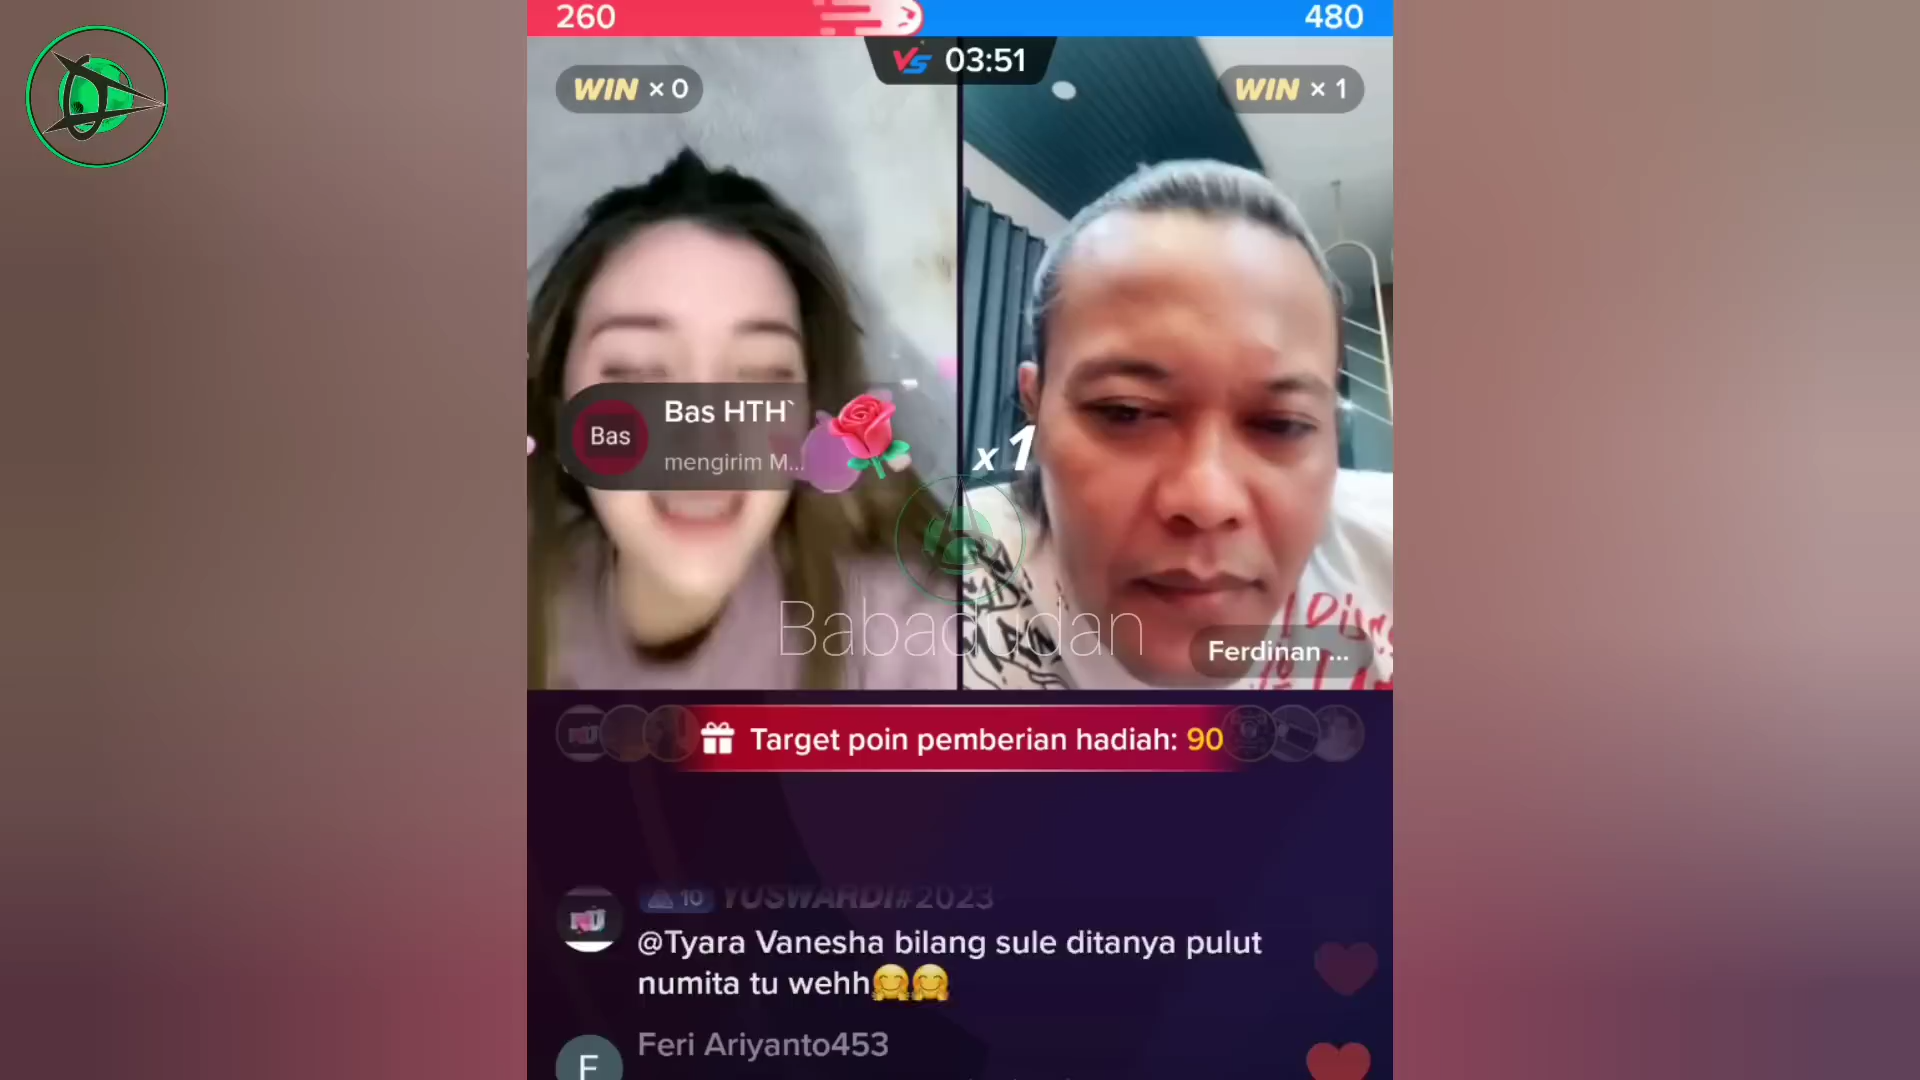 260
480
VS 03:51
WIN × 0
WIN × 1
Bas HTH`
Bas
mengirim M...
x1
Babadudan
Ferdinan ...
Target poin pemberian hadiah: 90
10 YUSWARDI#2023
@Tyara Vanesha bilang sule ditanya pulut
numita tu wehh🤗🤗
Feri Ariyanto453
F